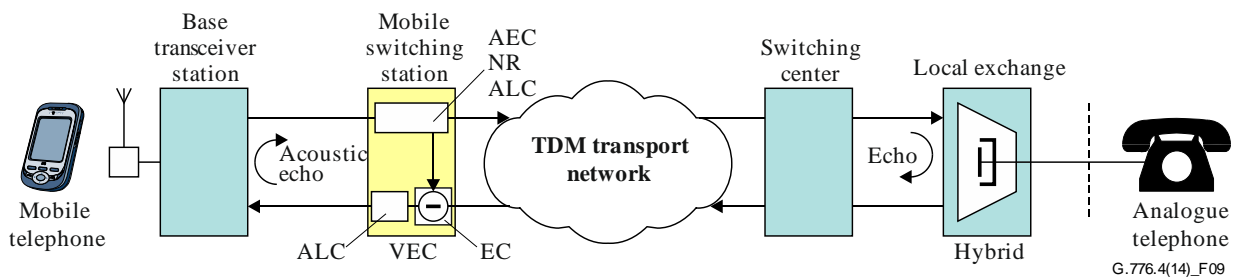 Base
transceiver
station
Mobile
switching
station
AEC
NR
ALC
Switching
center
Local exchange
Acoustic
echo
TDM transport
network
Echo
Mobile
telephone
ALC
VEC
EC
Hybrid
Analogue
telephone
G.776.4(14)_F09